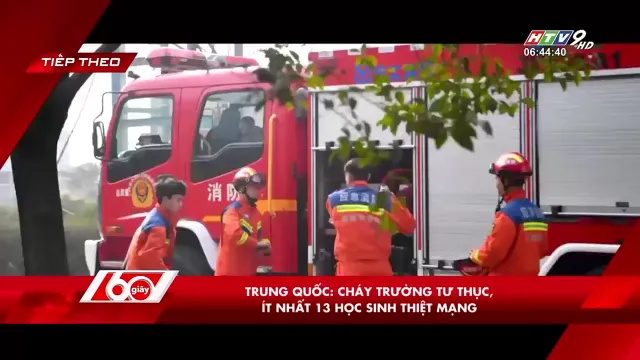 TIẾP THEO
HTV9 HD
06:44:40
消防
60 giây
TRUNG QUỐC: CHÁY TRƯỜNG TƯ THỤC,
ÍT NHẤT 13 HỌC SINH THIỆT MẠNG